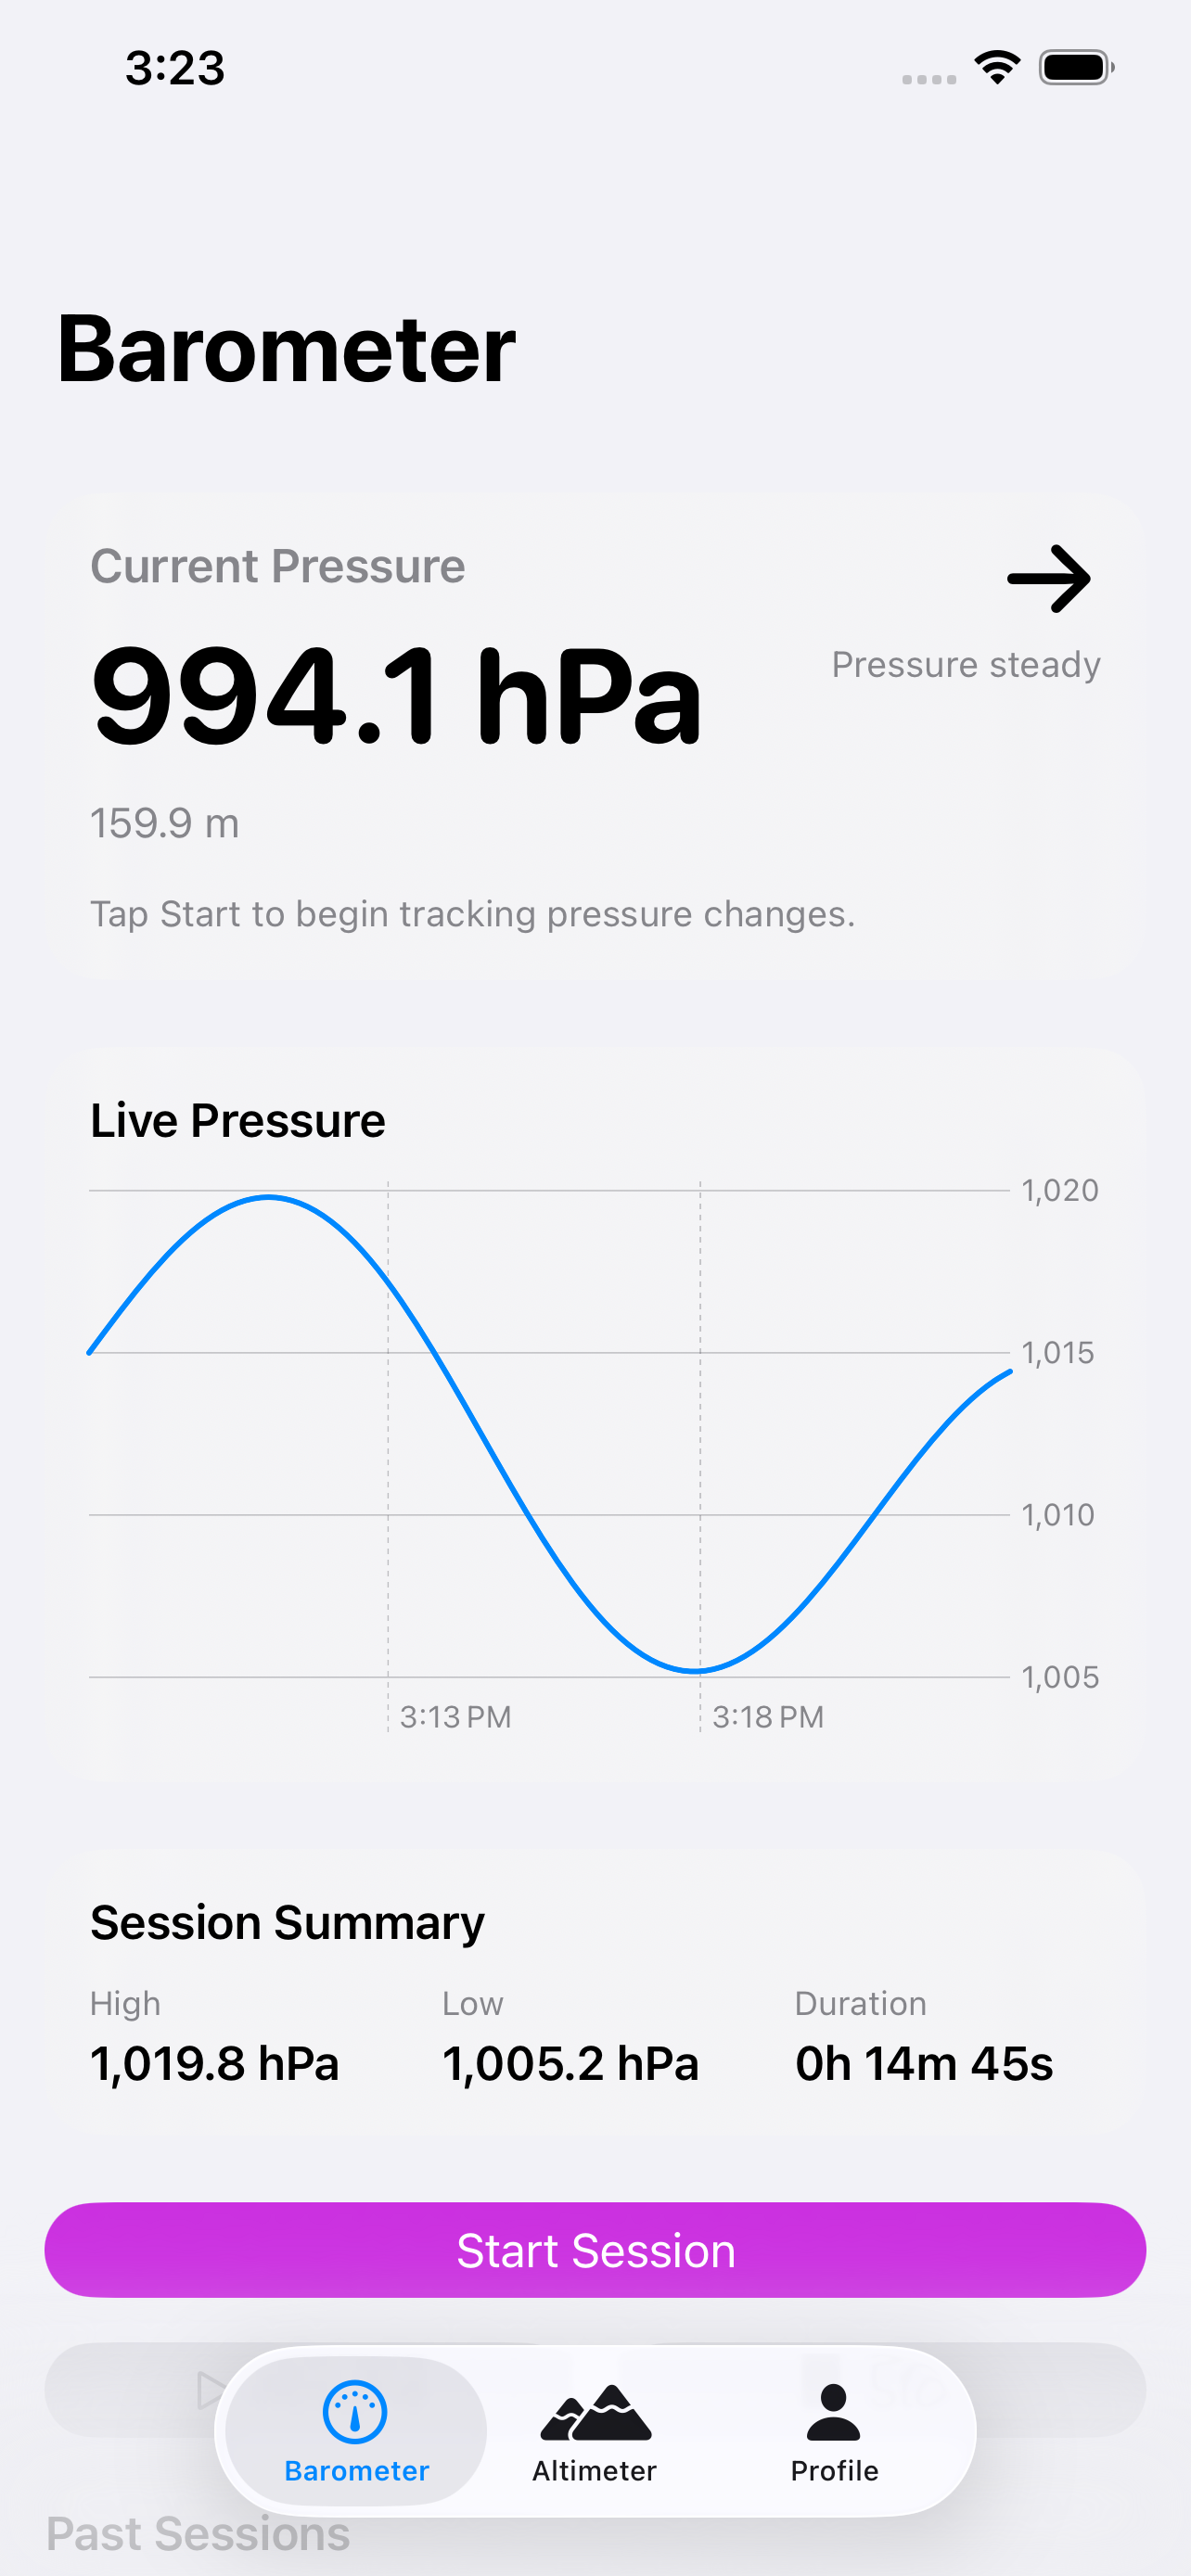 3:23
Barometer
Current Pressure
994.1 hPa
Pressure steady
159.9 m
Tap Start to begin tracking pressure changes.
Live Pressure
1,020
1,015
1,010
1,005
3:13 PM
3:18 PM
Session Summary
High
Low
Duration
1,019.8 hPa
1,005.2 hPa
0h 14m 45s
Start Session
Barometer
Altimeter
Profile
Past Sessions